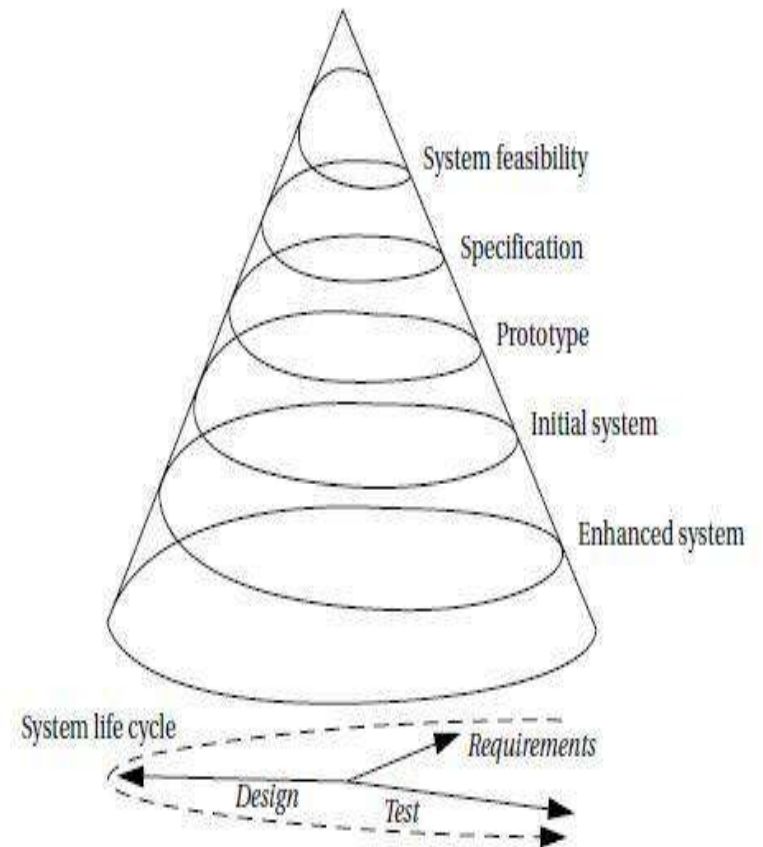 System feasibility
Specification
Prototype
Initial system
Enhanced system
System life cycle
Requirements
Design
Test